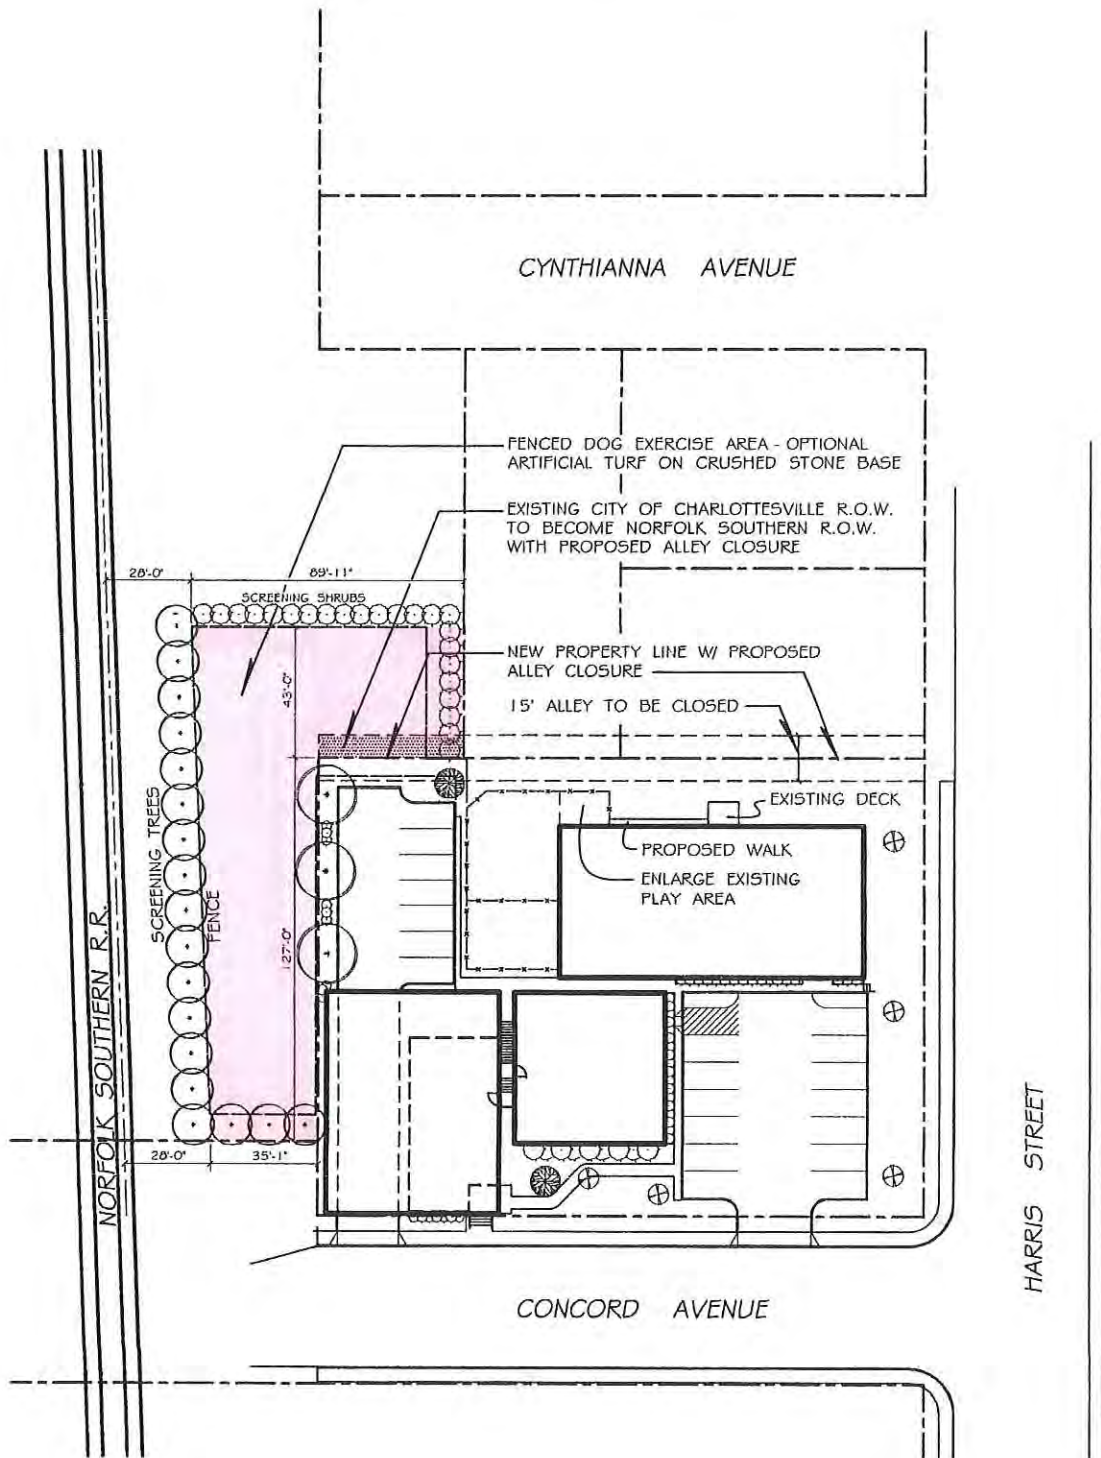 CYNTHIANNA AVENUE
FENCED DOG EXERCISE AREA - OPTIONAL
ARTIFICIAL TURF ON CRUSHED STONE BASE
EXISTING CITY OF CHARLOTTESVILLE R.O.W.
TO BECOME NORFOLK SOUTHERN R.O.W.
WITH PROPOSED ALLEY CLOSURE
28'-0"
89'-11"
SCREENING SHRUBS
NEW PROPERTY LINE W/ PROPOSED
ALLEY CLOSURE
43'-0"
15' ALLEY TO BE CLOSED
EXISTING DECK
PROPOSED WALK
ENLARGE EXISTING
PLAY AREA
SCREENING TREES
FENCE
127'-0"
NORFOLK SOUTHERN R.R.
28'-0"
35'-1"
HARRIS STREET
CONCORD AVENUE